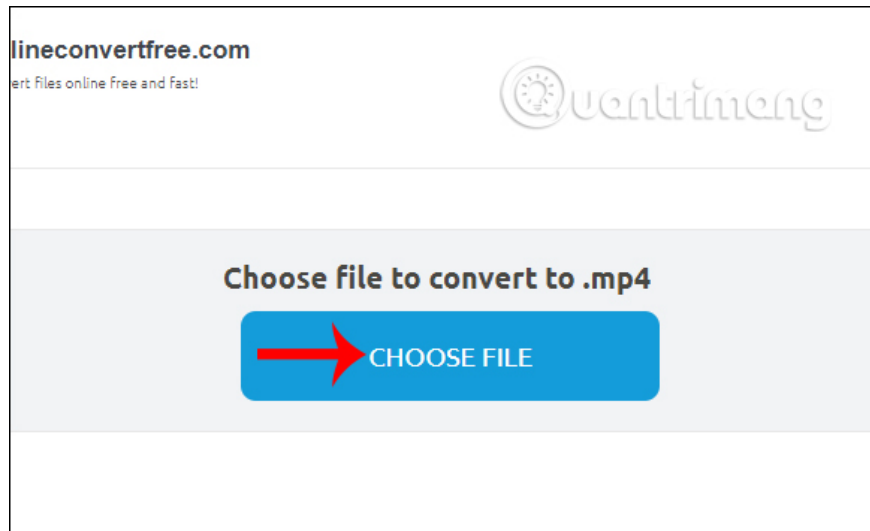 lineconvertfree.com
ert files online free and fast!
Quantrimang
Choose file to convert to .mp4
CHOOSE FILE